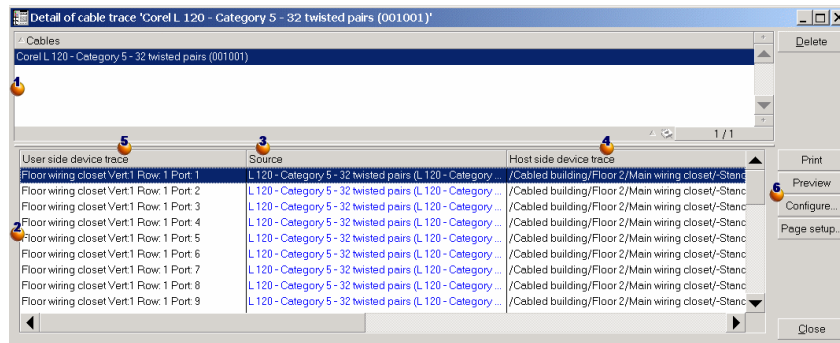 Detail of cable trace 'Corel L 120 - Category 5 - 32 twisted pairs (001001)'
Cables
Delete
Corel L 120 - Category 5 - 32 twisted pairs (001001)
1
1 / 1
5
3
4
User side device trace
Source
Host side device trace
Print
Floor wiring closet Vert:1 Row: 1 Port: 1
L 120 - Category 5 - 32 twisted pairs (L 120 - Category ...
/Cabled building/Floor 2/Main wiring closet/-Stanc
Floor wiring closet Vert:1 Row: 1 Port: 2
L 120 - Category 5 - 32 twisted pairs (L 120 - Category ...
/Cabled building/Floor 2/Main wiring closet/-Stanc
Preview
6
Floor wiring closet Vert:1 Row: 1 Port: 3
L 120 - Category 5 - 32 twisted pairs (L 120 - Category ...
/Cabled building/Floor 2/Main wiring closet/-Stanc
Configure...
Floor wiring closet Vert:1 Row: 1 Port: 4
L 120 - Category 5 - 32 twisted pairs (L 120 - Category ...
/Cabled building/Floor 2/Main wiring closet/-Stanc
Page setup..
2
Floor wiring closet Vert:1 Row: 1 Port: 5
L 120 - Category 5 - 32 twisted pairs (L 120 - Category ...
/Cabled building/Floor 2/Main wiring closet/-Stanc
Floor wiring closet Vert:1 Row: 1 Port: 6
L 120 - Category 5 - 32 twisted pairs (L 120 - Category ...
/Cabled building/Floor 2/Main wiring closet/-Stanc
Floor wiring closet Vert:1 Row: 1 Port: 7
L 120 - Category 5 - 32 twisted pairs (L 120 - Category ...
/Cabled building/Floor 2/Main wiring closet/-Stanc
Floor wiring closet Vert:1 Row: 1 Port: 8
L 120 - Category 5 - 32 twisted pairs (L 120 - Category ...
/Cabled building/Floor 2/Main wiring closet/-Stanc
Floor wiring closet Vert:1 Row: 1 Port: 9
L 120 - Category 5 - 32 twisted pairs (L 120 - Category ...
/Cabled building/Floor 2/Main wiring closet/-Stanc
Close